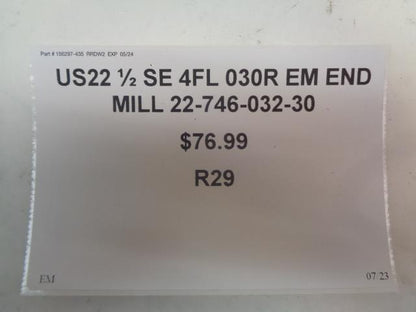 Part # 156297-435 RRDW2 EXP 05/24
US22 ½ SE 4FL 030R EM END
MILL 22-746-032-30
$76.99
R29
EM
07/23